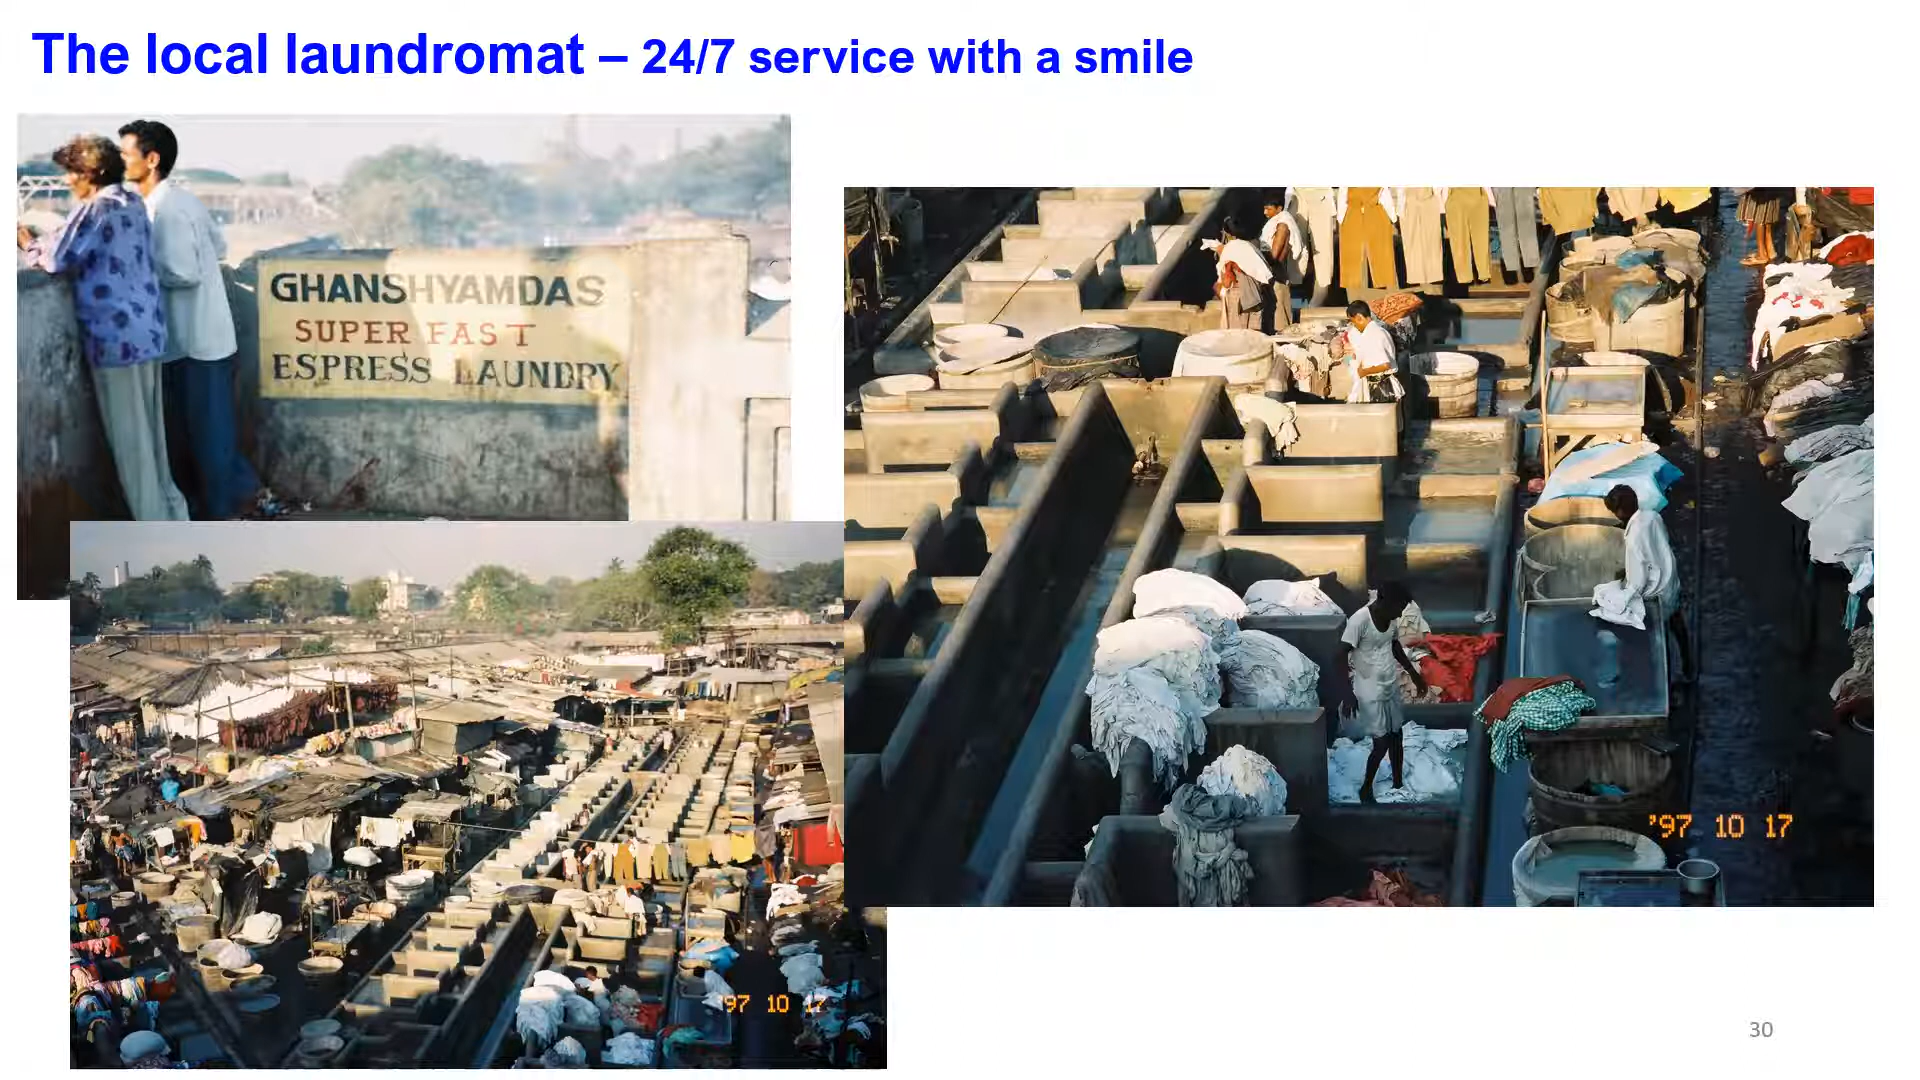 The local laundromat – 24/7 service with a smile
GHANSHYAMDAS
SUPER FAST
ESPRESS LAUNDRY
'97 10 17
'97 10 17
30